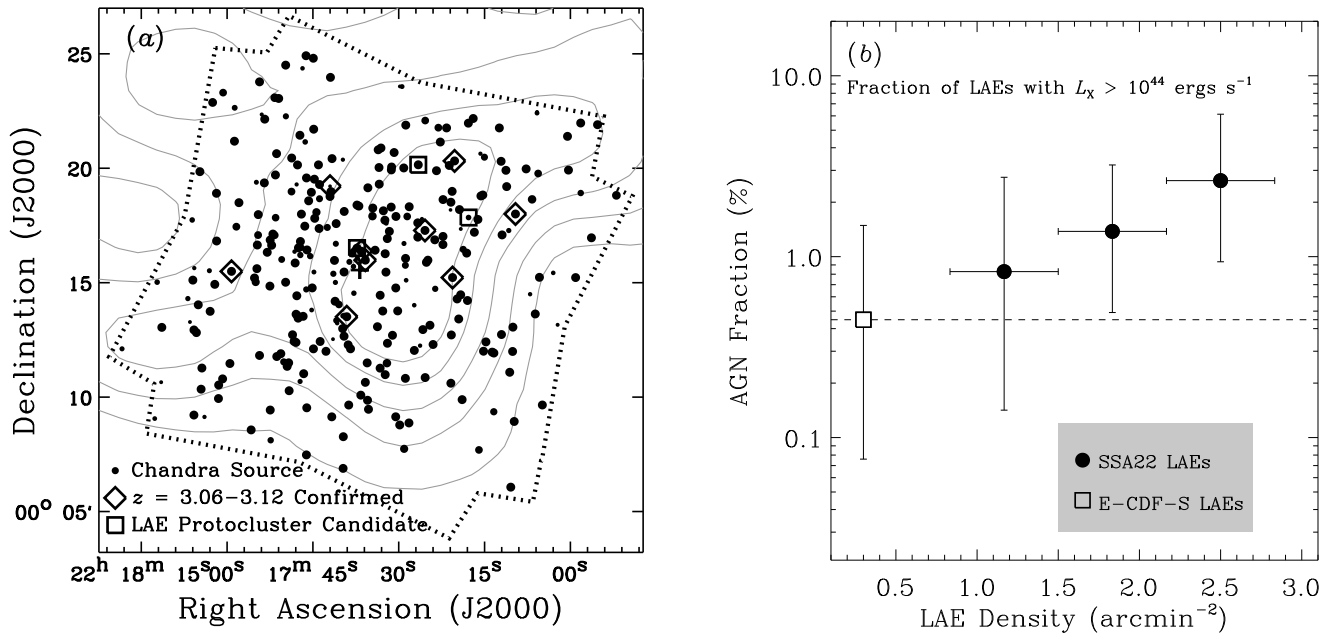 (a)
25
20
15
10
00° 05′
Declination (J2000)
Chandra Source
z = 3.06−3.12 Confirmed
LAE Protocluster Candidate
22ʰ 18ᵐ 15ˢ 00ˢ 17ᵐ 45ˢ 30ˢ 15ˢ 00ˢ
Right Ascension (J2000)
(b)
Fraction of LAEs with Lₓ > 10⁴⁴ ergs s⁻¹
10.0
1.0
0.1
AGN Fraction (%)
SSA22 LAEs
E−CDF−S LAEs
0.5 1.0 1.5 2.0 2.5 3.0
LAE Density (arcmin⁻²)